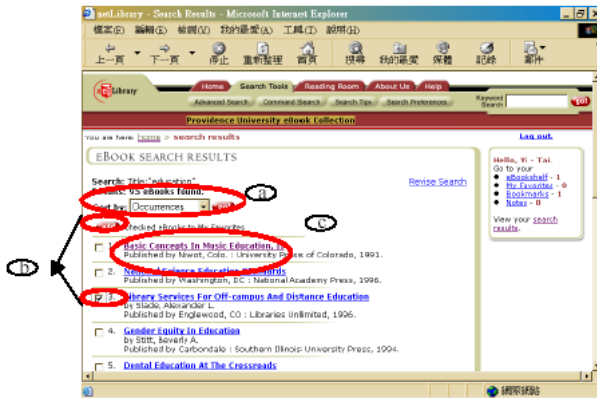 netLibrary - Search Results - Microsoft Internet Explorer
檔案(F) 編輯(E) 檢視(V) 我的最愛(A) 工具(T) 說明(H)
上一頁 下一頁 停止 重新整理 首頁 搜尋 我的最愛 媒體 記錄 郵件
netLibrary
Home Search Tools Reading Room About Us Help
Advanced Search Command Search Search Tips Search Preferences
Keyword Search go!
Providence University eBook Collection
You are here: home > search results
Log out.
EBOOK SEARCH RESULTS
Search: Title:"education"
Revise Search
Results: 95 eBooks found.
Sort by: Occurrences
a
checked eBooks to My Favorites
c
b
1. Basic Concepts In Music Education,
Published by Niwot, Colo. : University Press of Colorado, 1991.
2. National Science Education Standards
Published by Washington, DC : National Academy Press, 1996.
3. Library Services For Off-campus And Distance Education
by Slade, Alexander L.
Published by Englewood, CO : Libraries Unlimited, 1996.
4. Gender Equity In Education
by Stitt, Beverly A.
Published by Carbondale : Southern Illinois University Press, 1994.
5. Dental Education At The Crossroads
Hello, Yi - Tai.
Go to your
eBookshelf - 1
My Favorites - 0
Bookmarks - 1
Notes - 0
View your search
results.
網際網路